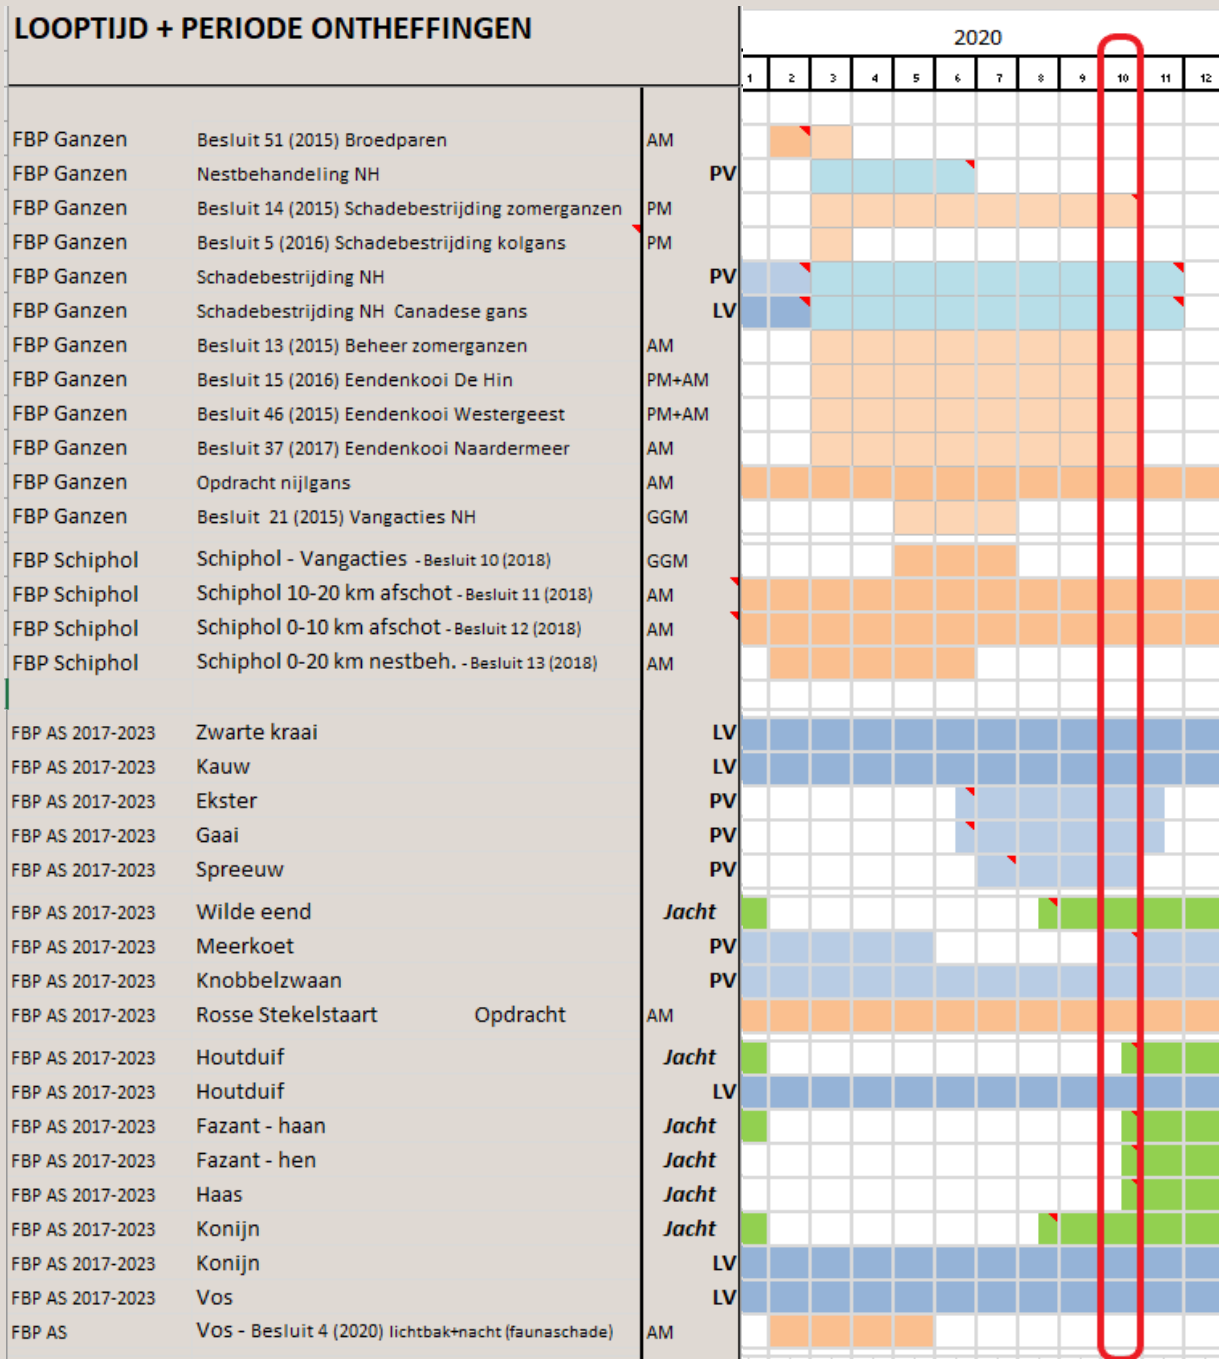 LOOPTIJD + PERIODE ONTHEFFINGEN
2020
1 2 3 4 5 6 7 8 9 10 11 12
FBP Ganzen Besluit 51 (2015) Broedparen AM
FBP Ganzen Nestbehandeling NH PV
FBP Ganzen Besluit 14 (2015) Schadebestrijding zomerganzen PM
FBP Ganzen Besluit 5 (2016) Schadebestrijding kolgans PM
FBP Ganzen Schadebestrijding NH PV
FBP Ganzen Schadebestrijding NH Canadese gans LV
FBP Ganzen Besluit 13 (2015) Beheer zomerganzen AM
FBP Ganzen Besluit 15 (2016) Eendenkooi De Hin PM+AM
FBP Ganzen Besluit 46 (2015) Eendenkooi Westergeest PM+AM
FBP Ganzen Besluit 37 (2017) Eendenkooi Naardermeer AM
FBP Ganzen Opdracht nijlgans AM
FBP Ganzen Besluit 21 (2015) Vangacties NH GGM
FBP Schiphol Schiphol - Vangacties - Besluit 10 (2018) GGM
FBP Schiphol Schiphol 10-20 km afschot - Besluit 11 (2018) AM
FBP Schiphol Schiphol 0-10 km afschot - Besluit 12 (2018) AM
FBP Schiphol Schiphol 0-20 km nestbeh. - Besluit 13 (2018) AM
FBP AS 2017-2023 Zwarte kraai LV
FBP AS 2017-2023 Kauw LV
FBP AS 2017-2023 Ekster PV
FBP AS 2017-2023 Gaai PV
FBP AS 2017-2023 Spreeuw PV
FBP AS 2017-2023 Wilde eend Jacht
FBP AS 2017-2023 Meerkoet PV
FBP AS 2017-2023 Knobbelzwaan PV
FBP AS 2017-2023 Rosse Stekelstaart Opdracht AM
FBP AS 2017-2023 Houtduif Jacht
FBP AS 2017-2023 Houtduif LV
FBP AS 2017-2023 Fazant - haan Jacht
FBP AS 2017-2023 Fazant - hen Jacht
FBP AS 2017-2023 Haas Jacht
FBP AS 2017-2023 Konijn Jacht
FBP AS 2017-2023 Konijn LV
FBP AS 2017-2023 Vos LV
FBP AS Vos - Besluit 4 (2020) lichtbak+nacht (faunaschade) AM